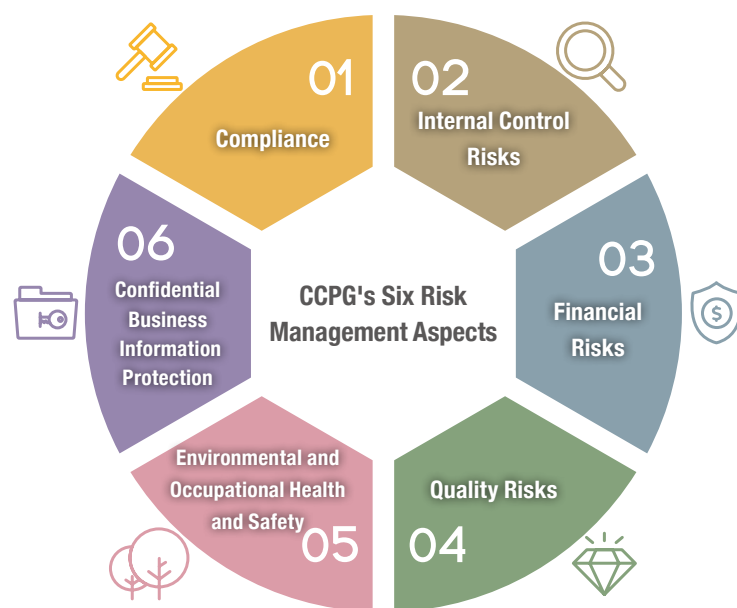 01
Compliance
02
Internal Control
Risks
03
Financial
Risks
Quality Risks
04
Environmental and
Occupational Health
and Safety
05
06
Confidential
Business
Information
Protection
CCPG's Six Risk
Management Aspects
$